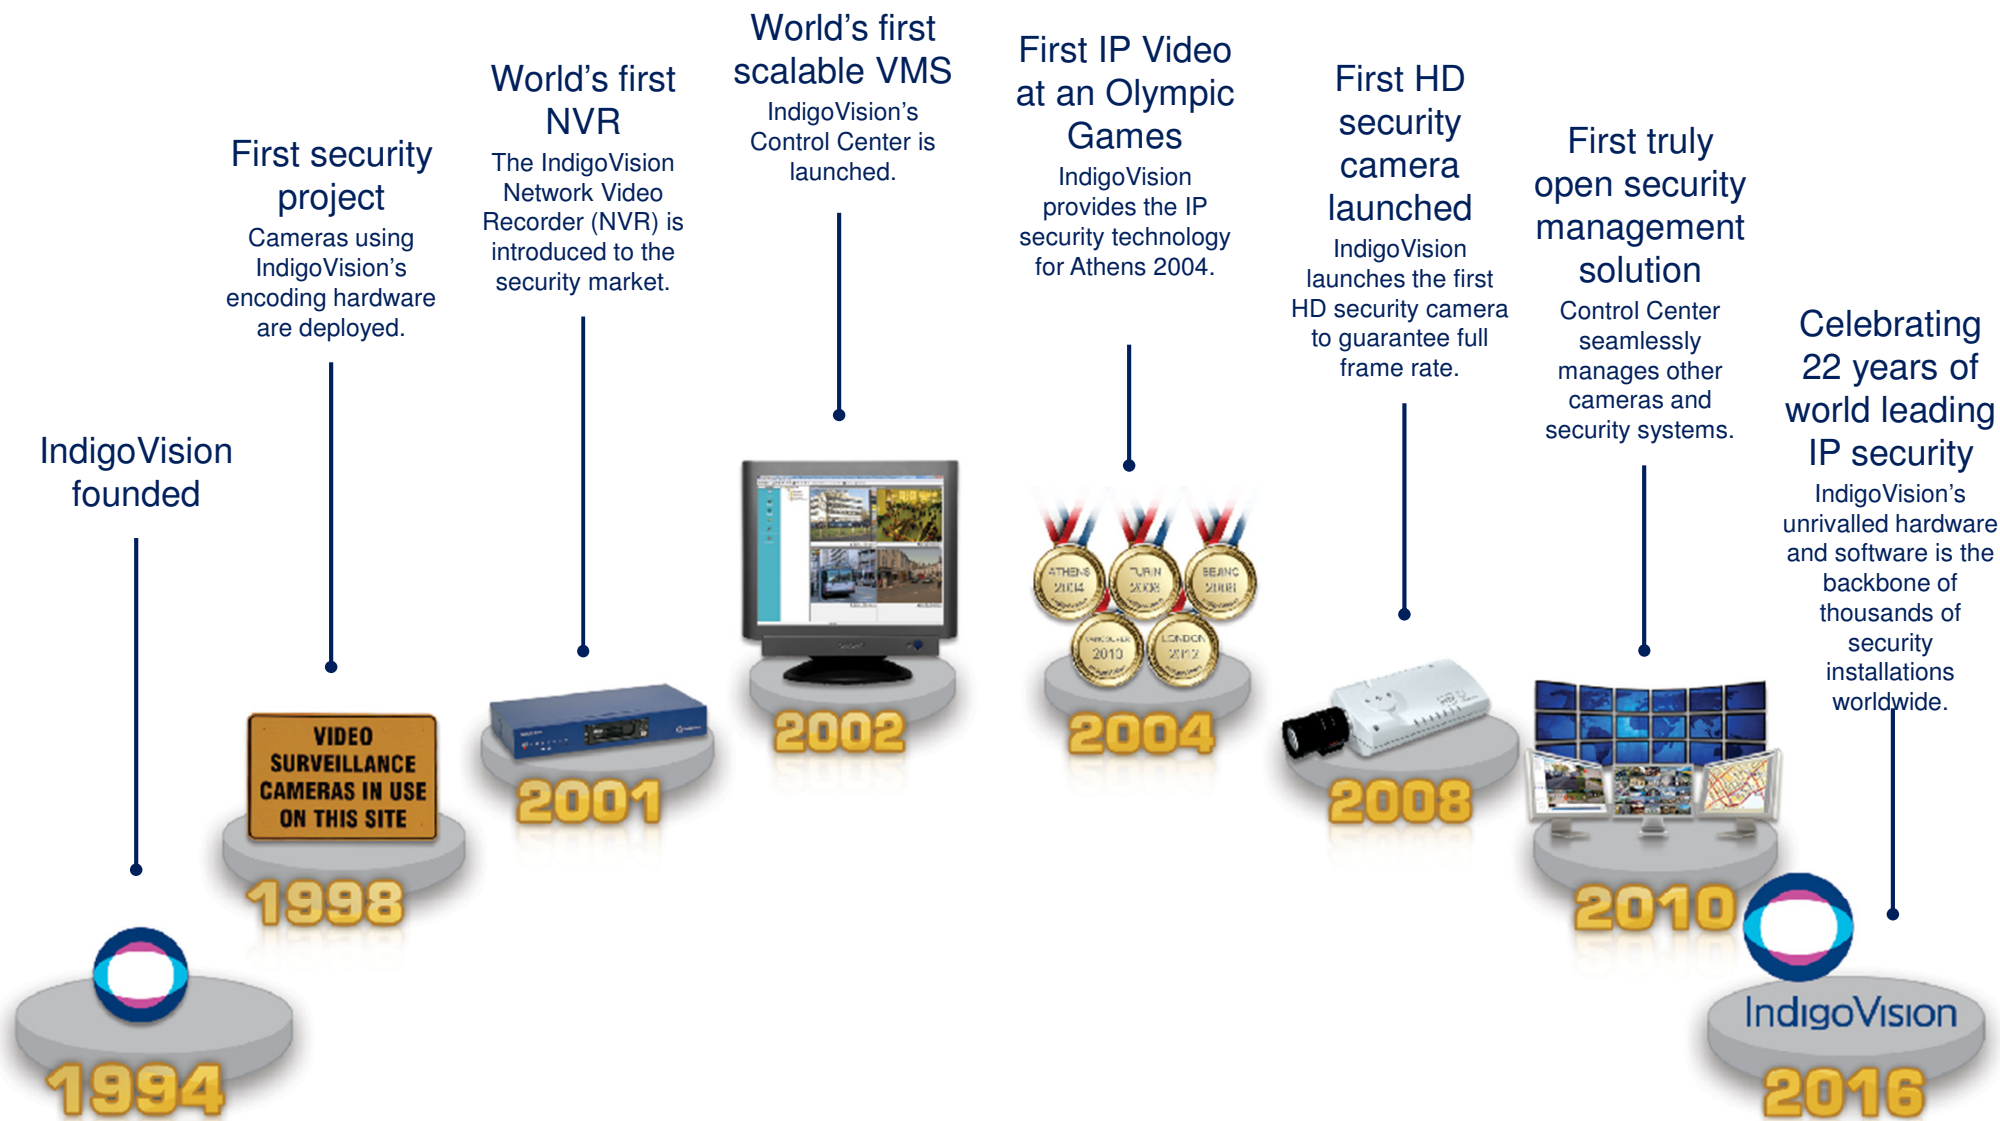 IndigoVision
founded
1994
First security
project
Cameras using
IndigoVision's
encoding hardware
are deployed.
VIDEO
SURVEILLANCE
CAMERAS IN USE
ON THIS SITE
1998
World's first
NVR
The IndigoVision
Network Video
Recorder (NVR) is
introduced to the
security market.
2001
World's first
scalable VMS
IndigoVision's
Control Center is
launched.
2002
First IP Video
at an Olympic
Games
IndigoVision
provides the IP
security technology
for Athens 2004.
ATHENS
2004
TURIN
2006
BEIJING
2008
VANCOUVER
2010
LONDON
2012
2004
First HD
security
camera
launched
IndigoVision
launches the first
HD security camera
to guarantee full
frame rate.
2008
First truly
open security
management
solution
Control Center
seamlessly
manages other
cameras and
security systems.
2010
Celebrating
22 years of
world leading
IP security
IndigoVision's
unrivalled hardware
and software is the
backbone of
thousands of
security
installations
worldwide.
IndigoVision
2016